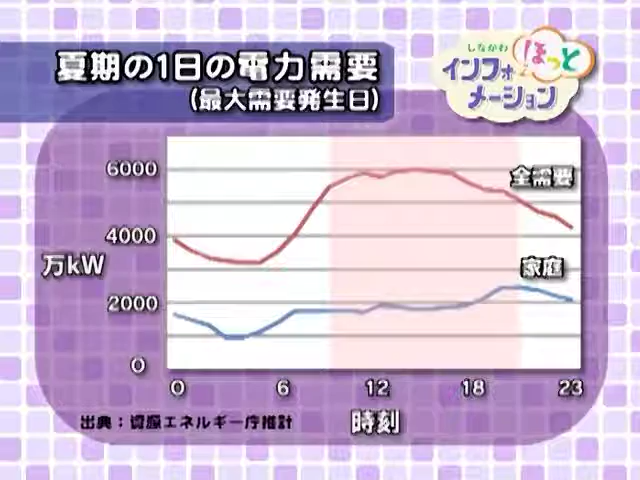 夏期の1日の電力需要
(最大需要発生日)
しながわ
ほっと
インフォメーション
6000
全需要
4000
万kW
家庭
2000
0
0 6 12 18 23
時刻
出典：資源エネルギー庁推計